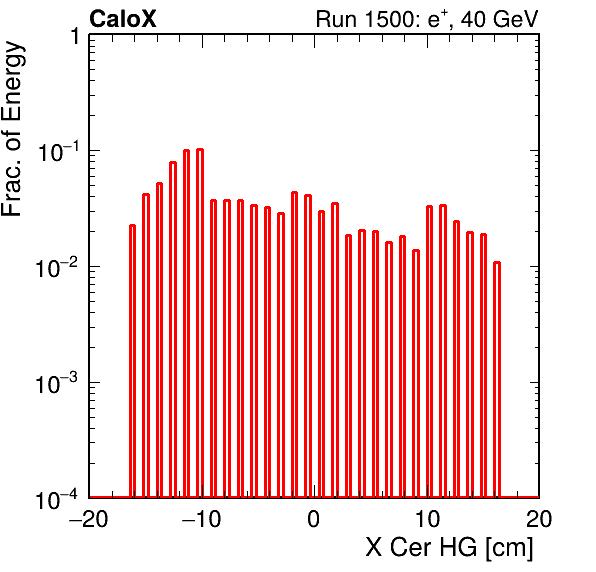 CaloX Run 1500: e⁺, 40 GeV
Frac. of Energy
1
10⁻¹
10⁻²
10⁻³
10⁻⁴
−20 −10 0 10 20
X Cer HG [cm]